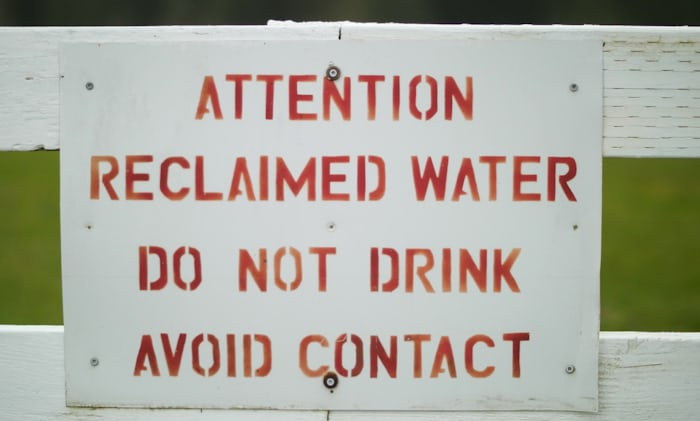 ATTENTION
RECLAIMED WATER
DO NOT DRINK
AVOID CONTACT